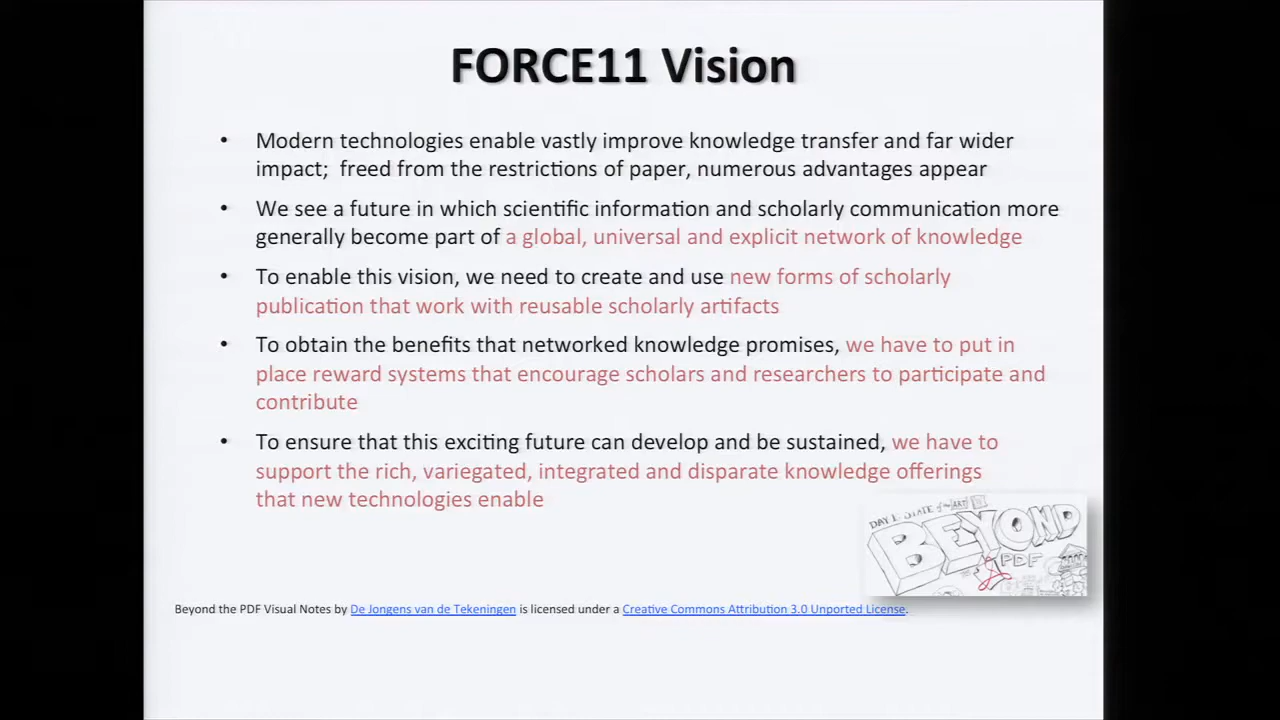 FORCE11 Vision
• Modern technologies enable vastly improve knowledge transfer and far wider
impact;  freed from the restrictions of paper, numerous advantages appear
• We see a future in which scientific information and scholarly communication more
generally become part of a global, universal and explicit network of knowledge
• To enable this vision, we need to create and use new forms of scholarly
publication that work with reusable scholarly artifacts
• To obtain the benefits that networked knowledge promises, we have to put in
place reward systems that encourage scholars and researchers to participate and
contribute
• To ensure that this exciting future can develop and be sustained, we have to
support the rich, variegated, integrated and disparate knowledge offerings
that new technologies enable
DAY 1: STATE of the ART
BEYOND
PDF
Beyond the PDF Visual Notes by De Jongens van de Tekeningen is licensed under a Creative Commons Attribution 3.0 Unported License.